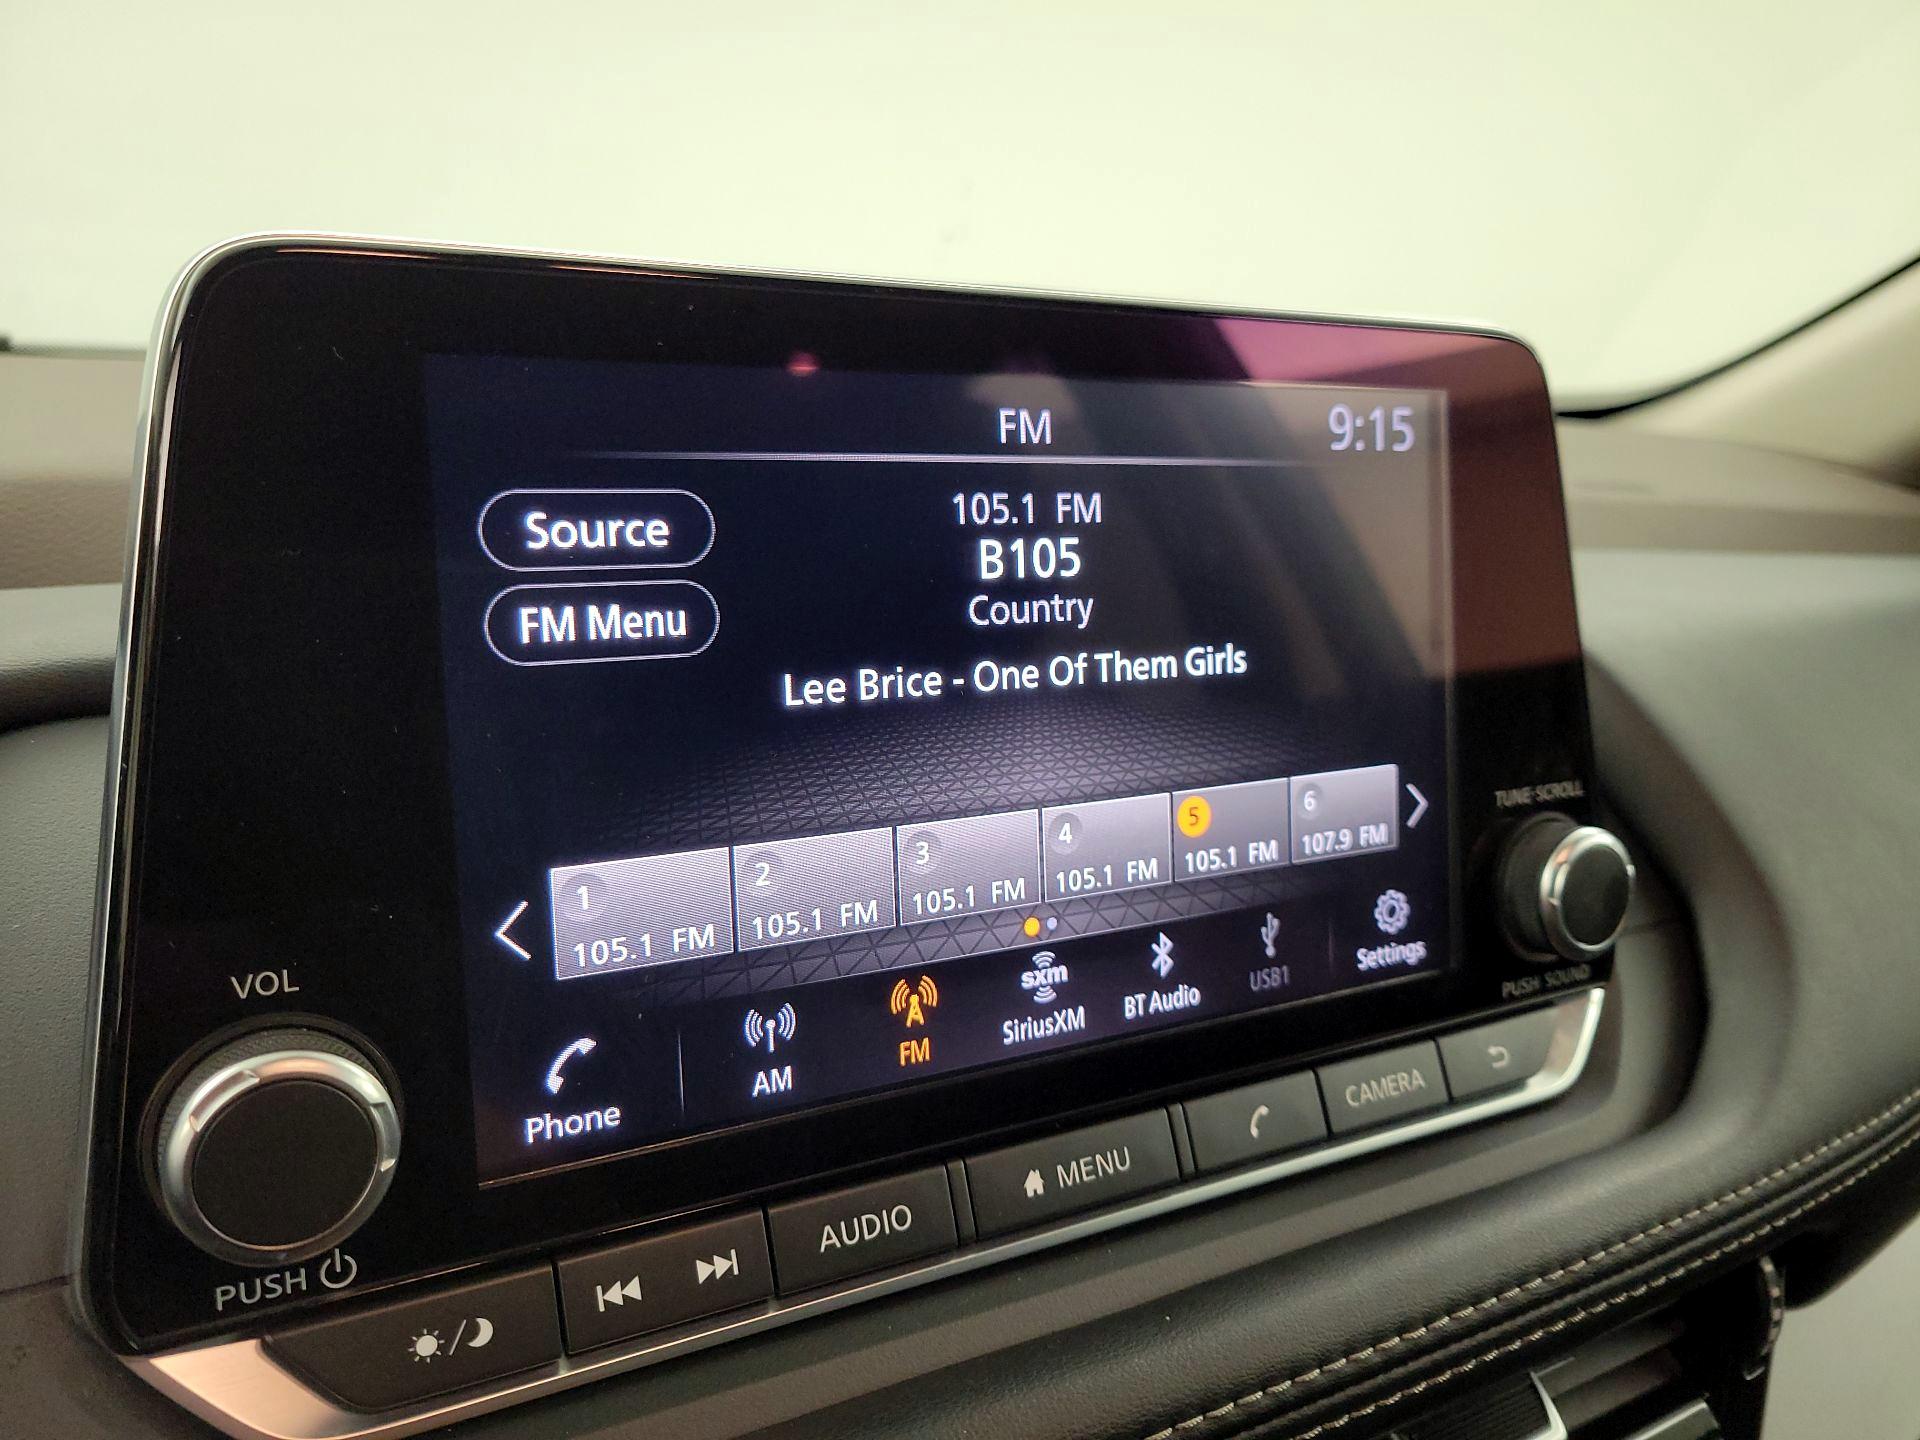 FM
9:15
Source
105.1 FM
B105
FM Menu
Country
Lee Brice - One Of Them Girls
1
105.1 FM
2
105.1 FM
3
105.1 FM
4
105.1 FM
5
105.1 FM
6
107.9 FM
TUNE·SCROLL
PUSH SOUND
VOL
PUSH
Phone
AM
FM
sxm
SiriusXM
BT Audio
USB1
Settings
AUDIO
MENU
CAMERA